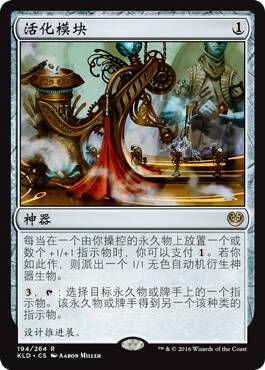 活化模块 1
神器
每当在一个由你操控的永久物上放置一个或数
个+1/+1指示物时，你可以支付1。若你
如此作，则派出一个1/1无色自动机衍生神
器生物。
3，：选择目标永久物或牌手上的一个指
示物。该永久物或牌手得到另一个该种类的
指示物。
设计推进展。
194/264 R
KLD • CS AARON MILLER
™ & © 2016 Wizards of the Coast